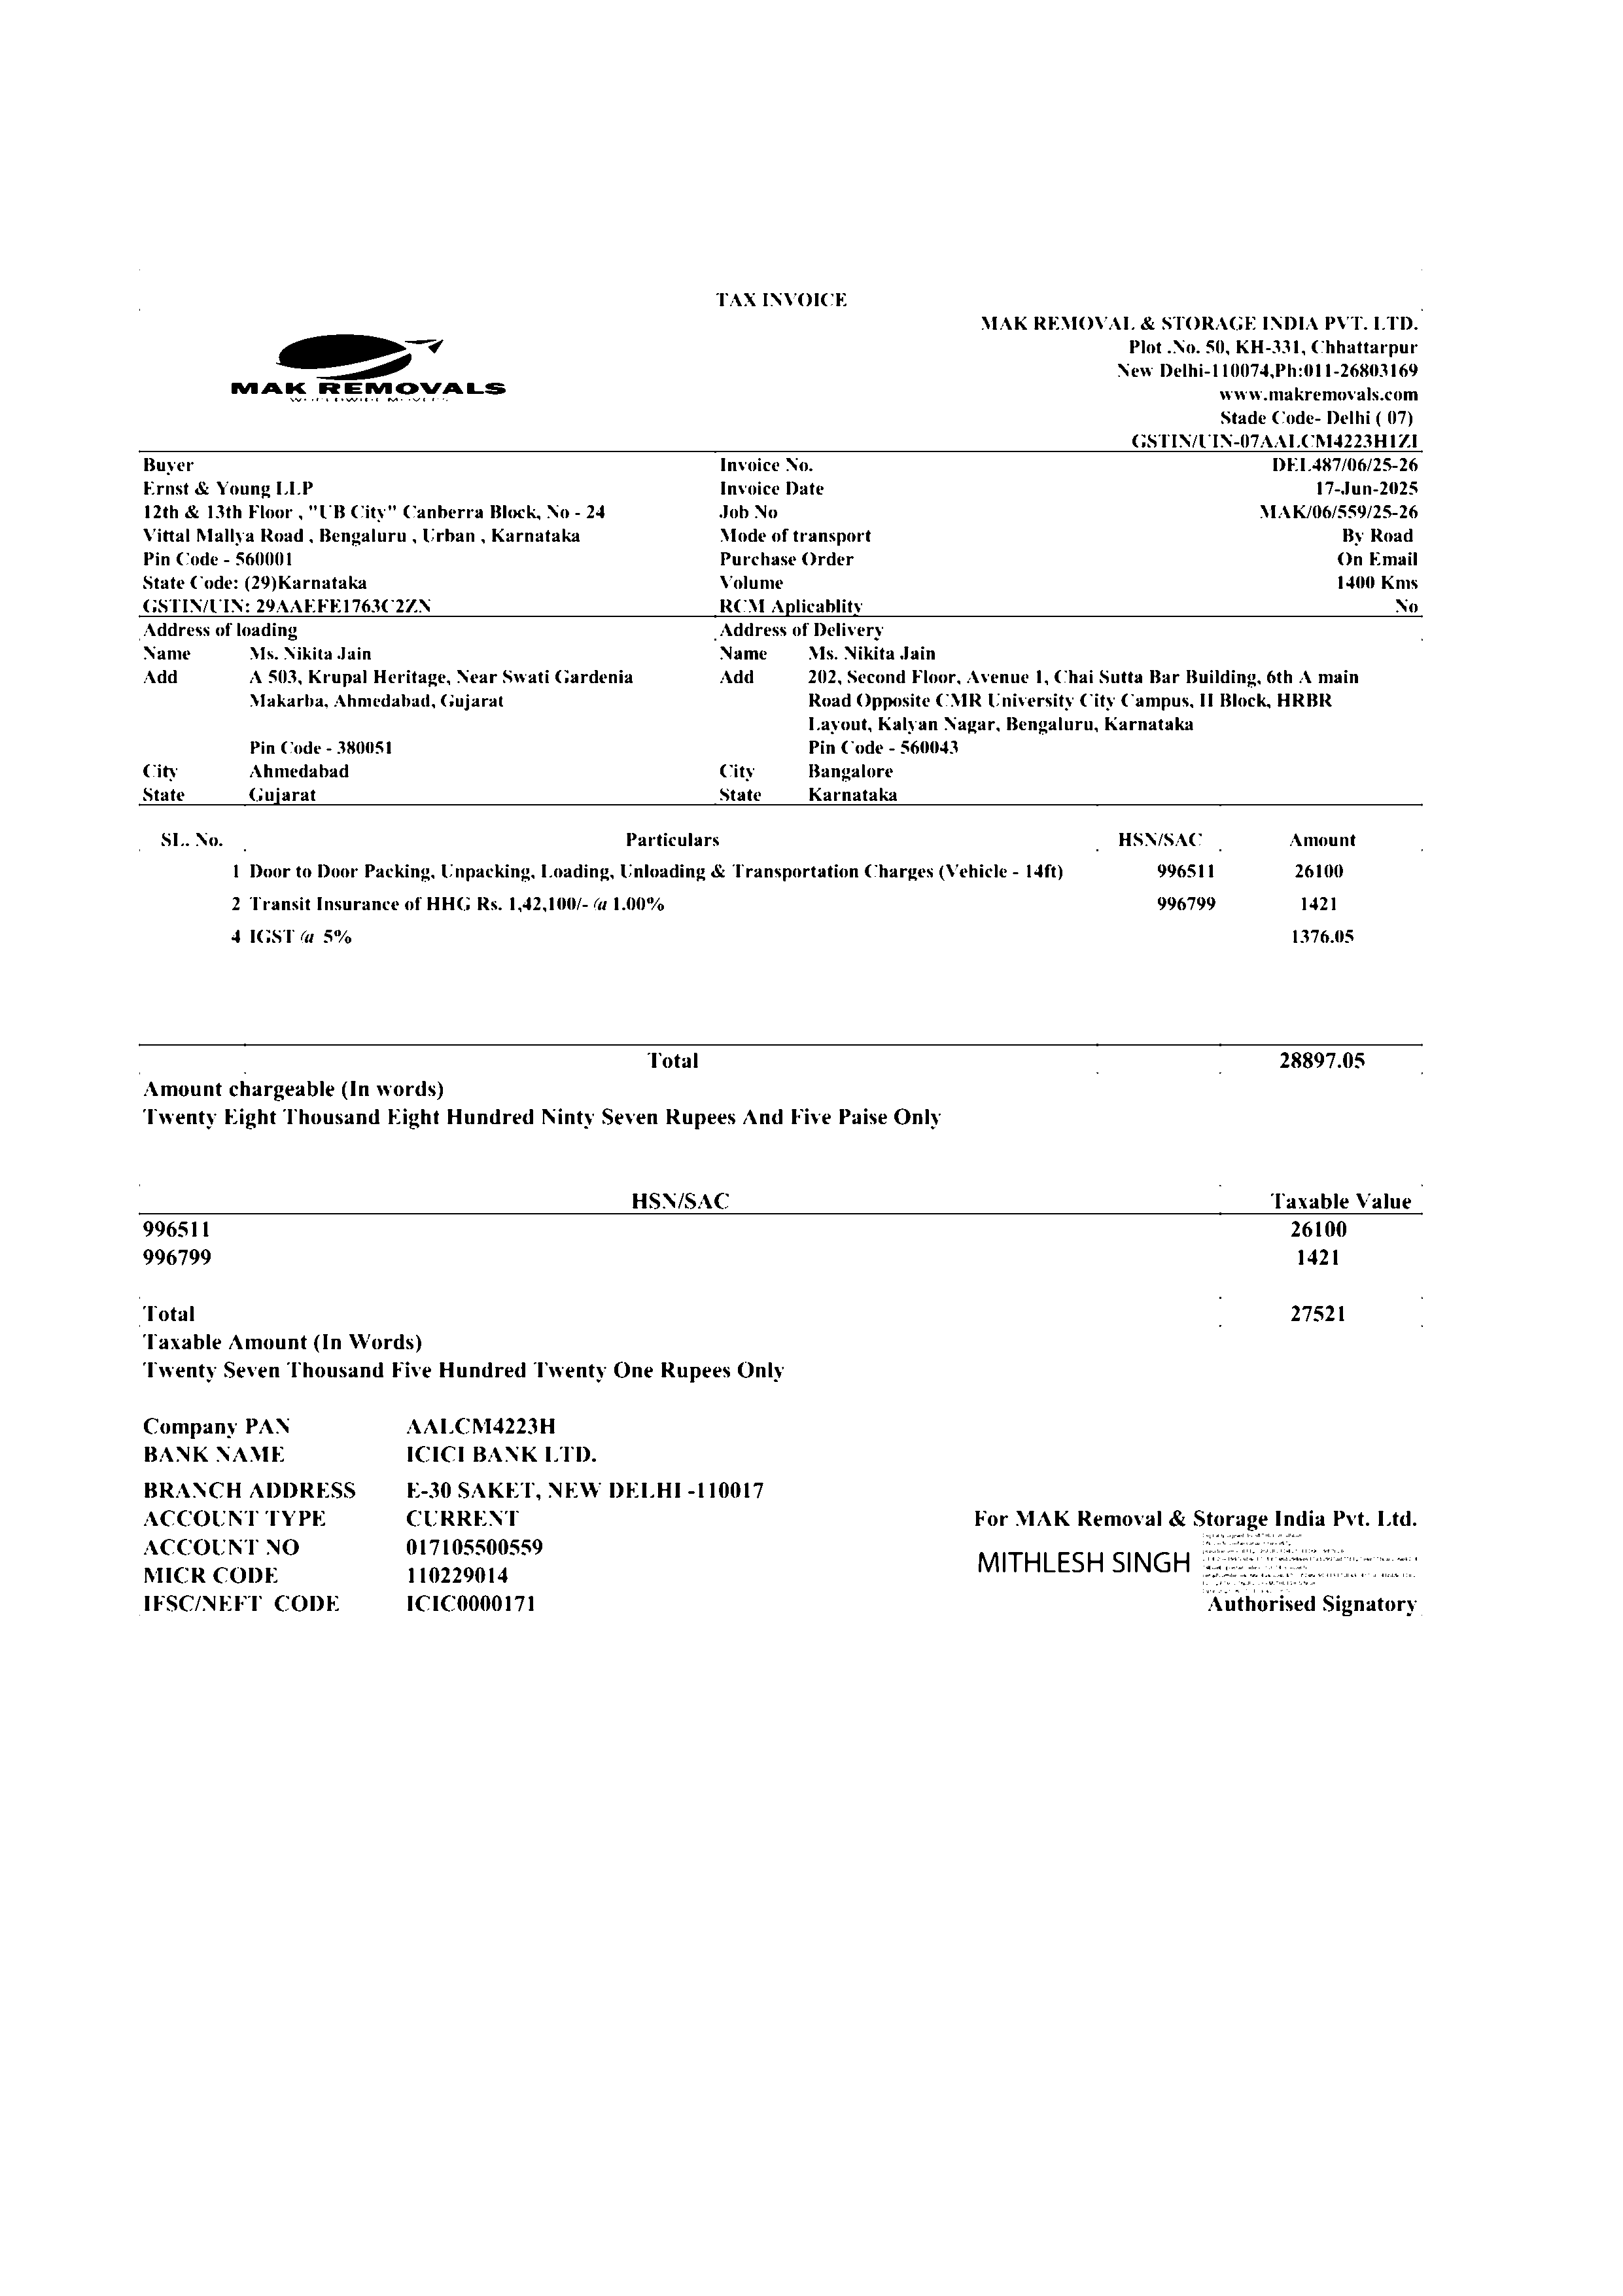 TAX INVOICE
MAK REMOVAL & STORAGE INDIA PVT. LTD.
Plot .No. 50, KH-331, Chhattarpur
New Delhi-110074,Ph:011-26803169
www.makremovals.com
Stade Code- Delhi ( 07)
GSTIN/UIN-07AALCM4223H1ZI
MAK REMOVALS
WORLDWIDE MOVERS
Buyer Invoice No. DEL487/06/25-26
Ernst & Young LLP Invoice Date 17-Jun-2025
12th & 13th Floor , "UB City" Canberra Block, No - 24 Job No MAK/06/559/25-26
Vittal Mallya Road , Bengaluru , Urban , Karnataka Mode of transport By Road
Pin Code - 560001 Purchase Order On Email
State Code: (29)Karnataka Volume 1400 Kms
GSTIN/UIN: 29AAEFE1763C2ZN RCM Aplicablity No
Address of loading Address of Delivery
Name Ms. Nikita Jain Name Ms. Nikita Jain
Add A 503, Krupal Heritage, Near Swati Gardenia Add 202, Second Floor, Avenue 1, Chai Sutta Bar Building, 6th A main
Makarba, Ahmedabad, Gujarat Road Opposite CMR University City Campus, II Block, HRBR
Layout, Kalyan Nagar, Bengaluru, Karnataka
Pin Code - 380051 Pin Code - 560043
City Ahmedabad City Bangalore
State Gujarat State Karnataka
SL. No. Particulars HSN/SAC Amount
1 Door to Door Packing, Unpacking, Loading, Unloading & Transportation Charges (Vehicle - 14ft) 996511 26100
2 Transit Insurance of HHG Rs. 1,42,100/- @ 1.00% 996799 1421
4 IGST @ 5% 1376.05
Total 28897.05
Amount chargeable (In words)
Twenty Eight Thousand Eight Hundred Ninty Seven Rupees And Five Paise Only
HSN/SAC Taxable Value
996511 26100
996799 1421
Total 27521
Taxable Amount (In Words)
Twenty Seven Thousand Five Hundred Twenty One Rupees Only
Company PAN AALCM4223H
BANK NAME ICICI BANK LTD.
BRANCH ADDRESS E-30 SAKET, NEW DELHI -110017
ACCOUNT TYPE CURRENT For MAK Removal & Storage India Pvt. Ltd.
ACCOUNT NO 017105500559 MITHLESH SINGH
MICR CODE 110229014
IFSC/NEFT CODE ICIC0000171 Authorised Signatory